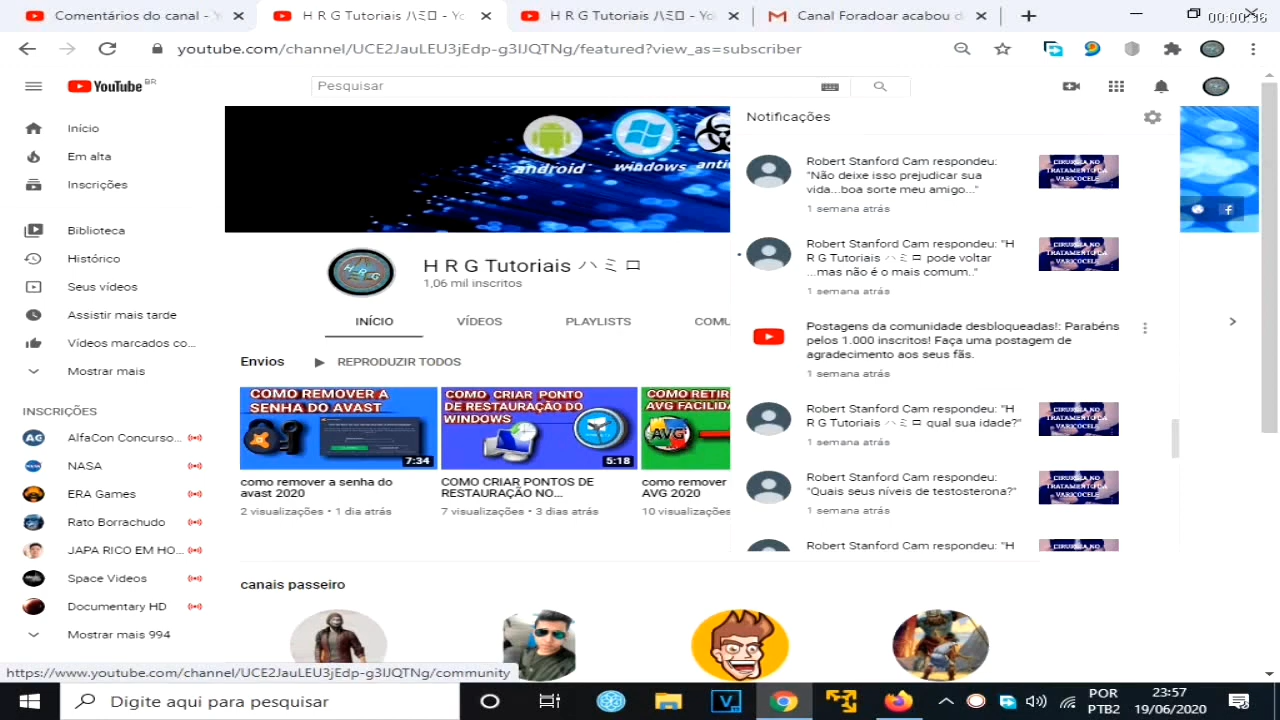 Comentários do canal - Y
H R G Tutoriais ハミロ - Yo
H R G Tutoriais ハミロ - Yo
Canal Foradoar acabou d
00:00:36
youtube.com/channel/UCE2JauLEU3jEdp-g3IJQTNg/featured?view_as=subscriber
YouTube BR
Pesquisar
Início
Em alta
Inscrições
Biblioteca
Histórico
Seus vídeos
Assistir mais tarde
Vídeos marcados co...
Mostrar mais
INSCRIÇÕES
AlfaCon Concurso...
NASA
ERA Games
Rato Borrachudo
JAPA RICO EM HO...
Space Videos
Documentary HD
Mostrar mais 994
android
windows
anti
H R G
H R G Tutoriais ハミロ
1,06 mil inscritos
INÍCIO
VÍDEOS
PLAYLISTS
COMU
Envios
REPRODUZIR TODOS
COMO REMOVER A
SENHA DO AVAST
7:34
como remover a senha do
avast 2020
2 visualizações • 1 dia atrás
COMO CRIAR PONTO
DE RESTAURAÇÃO DO
WINDOWS
5:18
COMO CRIAR PONTOS DE
RESTAURAÇÃO NO...
7 visualizações • 3 dias atrás
COMO RETIR
AVG FACILIDA
AVG
como remover
AVG 2020
10 visualizações
canais passeiro
Notificações
Robert Stanford Cam respondeu:
"Não deixe isso prejudicar sua
vida...boa sorte meu amigo..."
1 semana atrás
CIRURGIA NO
TRATAMENTO DA
VARICOCELE
Robert Stanford Cam respondeu: "H
R G Tutoriais ハミロ pode voltar
...mas não é o mais comum.."
1 semana atrás
CIRURGIA NO
TRATAMENTO DA
VARICOCELE
Postagens da comunidade desbloqueadas!: Parabéns
pelos 1.000 inscritos! Faça uma postagem de
agradecimento aos seus fãs.
1 semana atrás
Robert Stanford Cam respondeu: "H
R G Tutoriais ハミロ qual sua idade?"
1 semana atrás
CIRURGIA NO
TRATAMENTO DA
VARICOCELE
Robert Stanford Cam respondeu:
"Quais seus níveis de testosterona?"
1 semana atrás
CIRURGIA NO
TRATAMENTO DA
VARICOCELE
Robert Stanford Cam respondeu: "H
CIRURGIA NO
https://www.youtube.com/channel/UCE2JauLEU3jEdp-g3IJQTNg/community
Digite aqui para pesquisar
POR
PTB2
23:57
19/06/2020